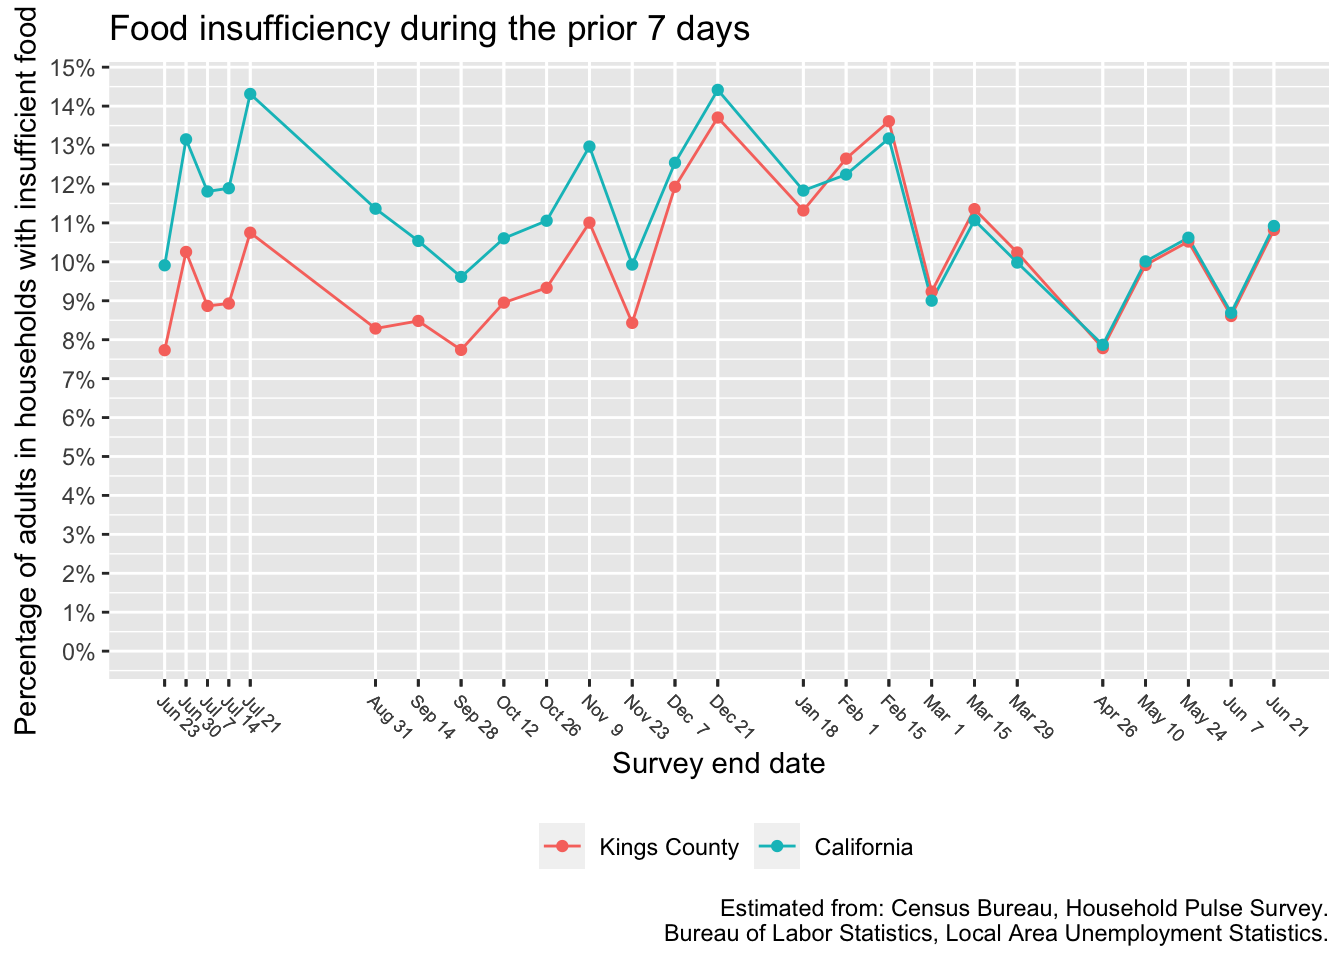 Food insufficiency during the prior 7 days
Percentage of adults in households with insufficient food
15%
14%
13%
12%
11%
10%
9%
8%
7%
6%
5%
4%
3%
2%
1%
0%
Jun 23
Jun 30
Jul 7
Jul 14
Jul 21
Aug 31
Sep 14
Sep 28
Oct 12
Oct 26
Nov 9
Nov 23
Dec 7
Dec 21
Jan 18
Feb 1
Feb 15
Mar 1
Mar 15
Mar 29
Apr 26
May 10
May 24
Jun 7
Jun 21
Survey end date
Kings County
California
Estimated from: Census Bureau, Household Pulse Survey.
Bureau of Labor Statistics, Local Area Unemployment Statistics.